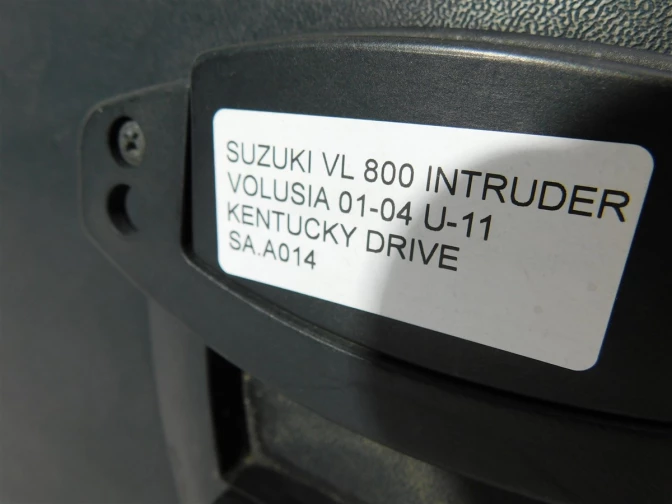 SUZUKI VL 800 INTRUDER
VOLUSIA 01-04 U-11
KENTUCKY DRIVE
SA.A014